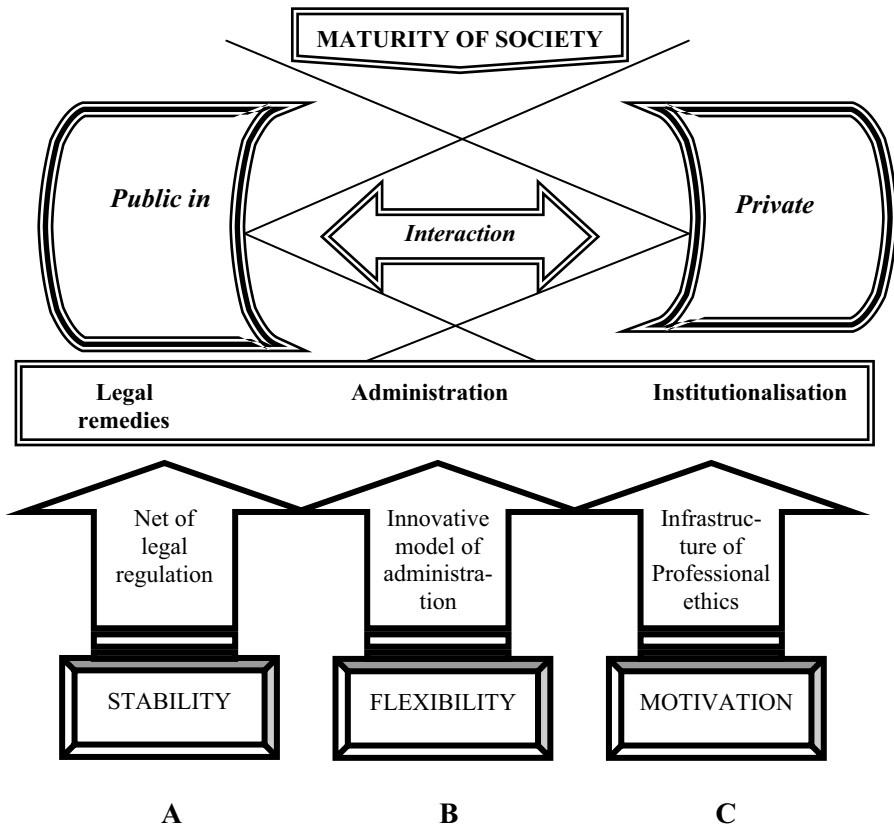 MATURITY OF SOCIETY
Public in
Interaction
Private
Legal
remedies
Administration
Institutionalisation
Net of
legal
regulation
Innovative
model of
administra-
tion
Infrastruc-
ture of
Professional
ethics
STABILITY
FLEXIBILITY
MOTIVATION
A
B
C